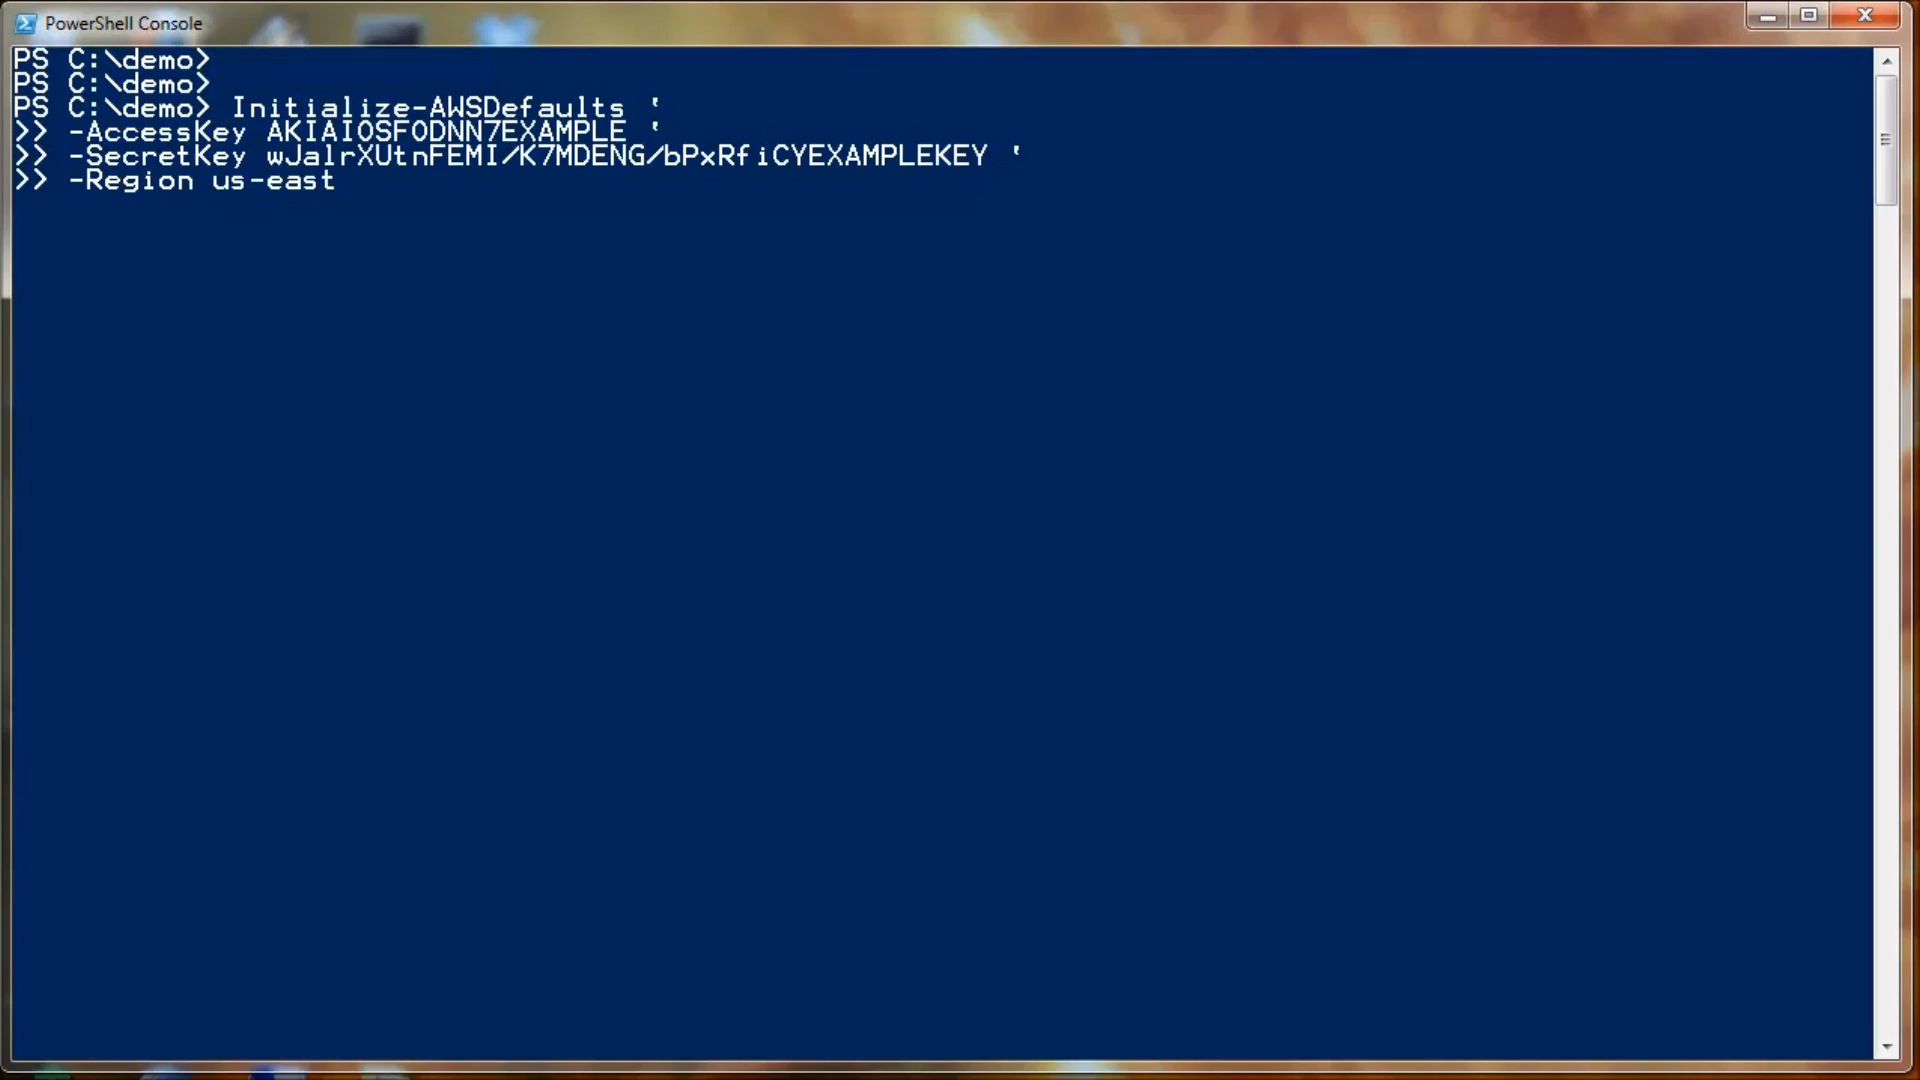 PowerShell Console
PS C:\demo>
PS C:\demo>
PS C:\demo> Initialize-AWSDefaults `
>> -AccessKey AKIAIOSFODNN7EXAMPLE `
>> -SecretKey wJalrXUtnFEMI/K7MDENG/bPxRfiCYEXAMPLEKEY `
>> -Region us-east